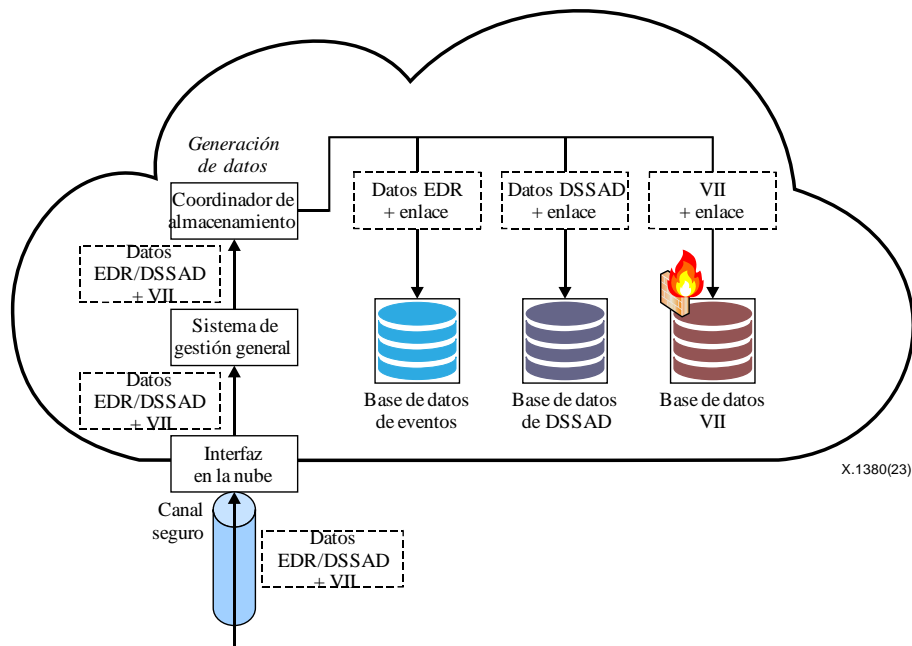 Generación
de datos
Coordinador de
almacenamiento
Datos EDR
+ enlace
Datos DSSAD
+ enlace
VII
+ enlace
Datos
EDR/DSSAD
+ VII
Sistema de
gestión general
Base de datos
de eventos
Base de datos
de DSSAD
Base de datos
VII
Datos
EDR/DSSAD
+ VII
Interfaz
en la nube
X.1380(23)
Canal
seguro
Datos
EDR/DSSAD
+ VII